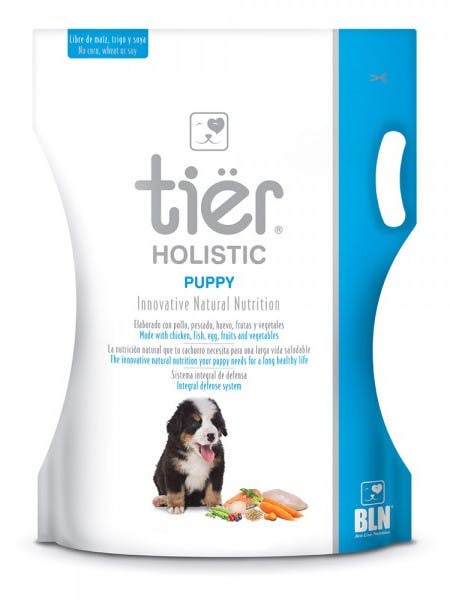 Libre de maíz, trigo y soya
No corn, wheat or soy
tiër®
HOLISTIC
PUPPY
Innovative Natural Nutrition
Elaborado con pollo, pescado, huevo, frutas y vegetales
Made with chicken, fish, egg, fruits and vegetables
La nutrición natural que tu cachorro necesita para una larga vida saludable
The innovative natural nutrition your puppy needs for a long healthy life
Sistema integral de defensa
Integral defense system
BLN®
Best Live Nutrition